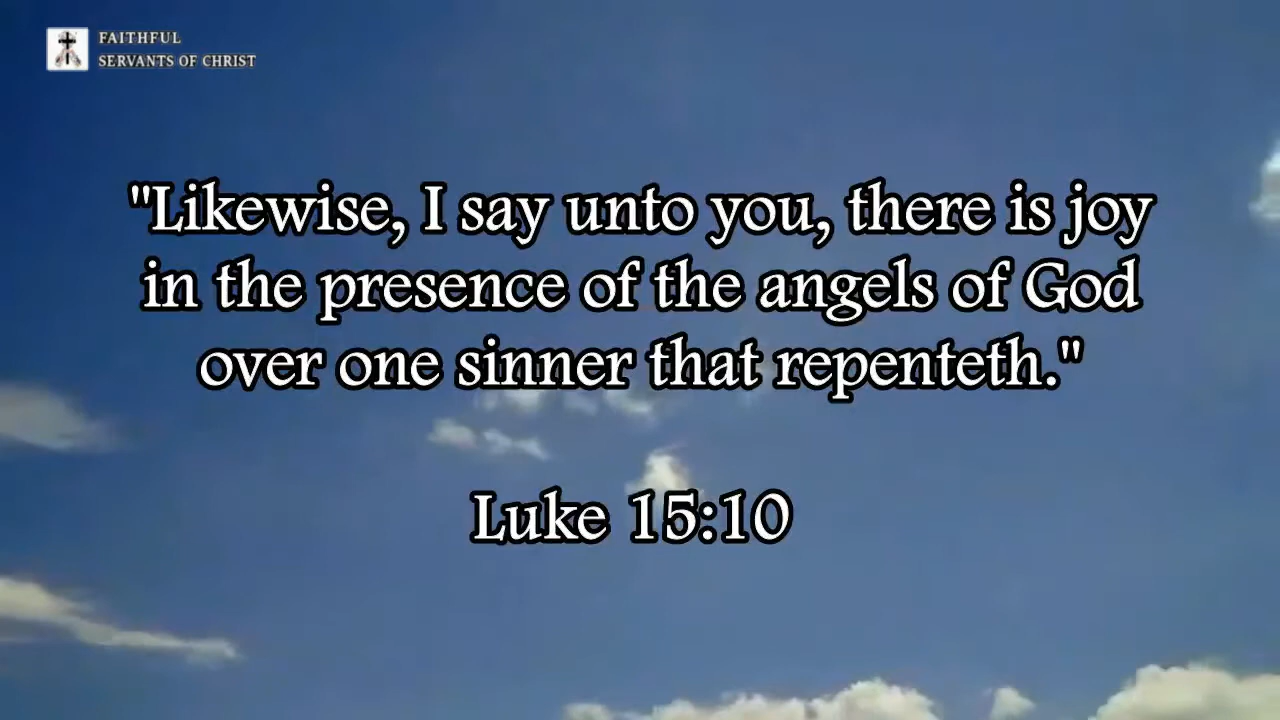 FAITHFUL
SERVANTS OF CHRIST
"Likewise, I say unto you, there is joy
in the presence of the angels of God
over one sinner that repenteth."
Luke 15:10